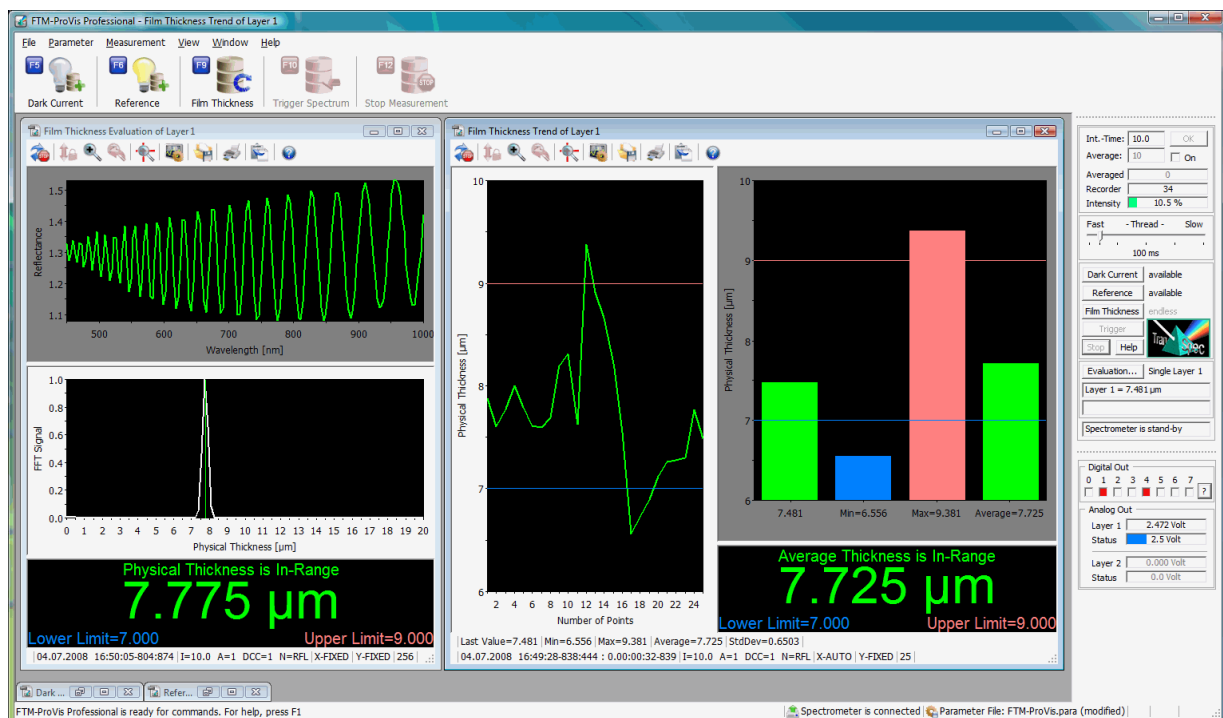 FTM-ProVis Professional - Film Thickness Trend of Layer 1
File Parameter Measurement View Window Help
F5 F6 F9 F10 F12
STOP
Dark Current Reference Film Thickness Trigger Spectrum Stop Measurement
Film Thickness Evaluation of Layer 1
Reflectance
1.5
1.4
1.3
1.2
1.1
500 600 700 800 900 1000
Wavelength [nm]
FFT Signal
1.0
0.8
0.6
0.4
0.2
0.0
0 1 2 3 4 5 6 7 8 9 10 11 12 13 14 15 16 17 18 19 20
Physical Thickness [µm]
Physical Thickness is In-Range
7.775 µm
Lower Limit=7.000 Upper Limit=9.000
04.07.2008 16:50:05-804:874 I=10.0 A=1 DCC=1 N=RFL X-FIXED Y-FIXED 256
Film Thickness Trend of Layer 1
Physical Thickness [µm]
10
9
8
7
6
2 4 6 8 10 12 14 16 18 20 22 24
Number of Points
Physical Thickness [µm]
10
9
8
7
6
7.481 Min=6.556 Max=9.381 Average=7.725
Average Thickness is In-Range
7.725 µm
Lower Limit=7.000 Upper Limit=9.000
Last Value=7.481 Min=6.556 Max=9.381 Average=7.725 StdDev=0.6503
04.07.2008 16:49:28-838:444 : 0.00:00:32-839 I=10.0 A=1 DCC=1 N=RFL X-AUTO Y-FIXED 25
Int.-Time: 10.0 OK
Average: 10 On
Averaged 0
Recorder 34
Intensity 10.5 %
Fast - Thread - Slow
100 ms
Dark Current available
Reference available
Film Thickness endless
Trigger
Stop Help
Evaluation... Single Layer 1
Layer 1 = 7.481 µm
Spectrometer is stand-by
Digital Out
0 1 2 3 4 5 6 7
?
Analog Out
Layer 1 2.472 Volt
Status 2.5 Volt
Layer 2 0.000 Volt
Status 0.0 Volt
Dark ... Refer...
FTM-ProVis Professional is ready for commands. For help, press F1
Spectrometer is connected Parameter File: FTM-ProVis.para (modified)